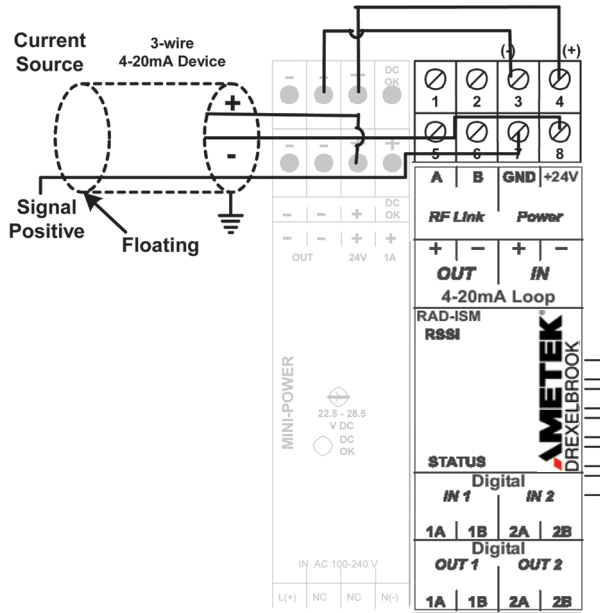 Current
Source
3-wire
4-20mA Device
+
-
Signal
Positive
Floating
(-)
(+)
- - - DC OK
1 2 3 4
- - + +
5 6 7 8
A B GND +24V
RF Link Power
- - + DC OK
- - + +
OUT 24V 1A
+ - + -
OUT IN
4-20mA Loop
RAD-ISM
RSSI
AMETEK®
DREXELBROOK
MINI-POWER
22.5 - 28.5
V DC
DC
OK
STATUS
Digital
IN 1 IN 2
1A 1B 2A 2B
Digital
OUT 1 OUT 2
1A 1B 2A 2B
IN AC 100-240 V
L(+) NC NC N(-)